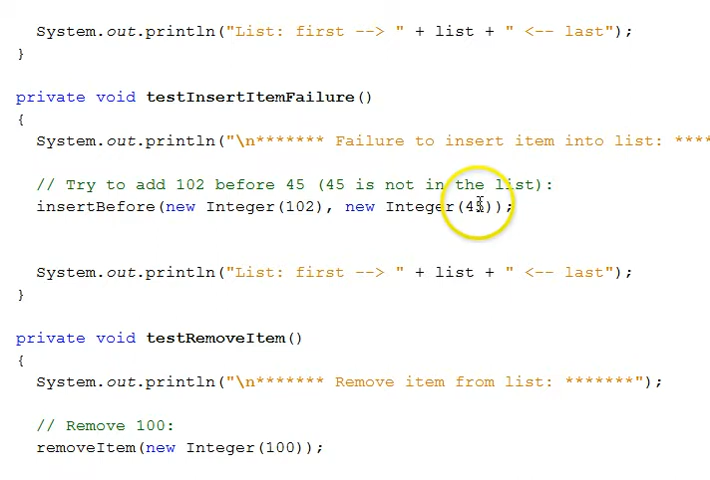 System.out.println("List: first --> " + list + " <-- last");
}
private void testInsertItemFailure()
{
System.out.println("\n******* Failure to insert item into list: ****
// Try to add 102 before 45 (45 is not in the list):
insertBefore(new Integer(102), new Integer(45));
System.out.println("List: first --> " + list + " <-- last");
}
private void testRemoveItem()
{
System.out.println("\n******* Remove item from list: *******");
// Remove 100:
removeItem(new Integer(100));